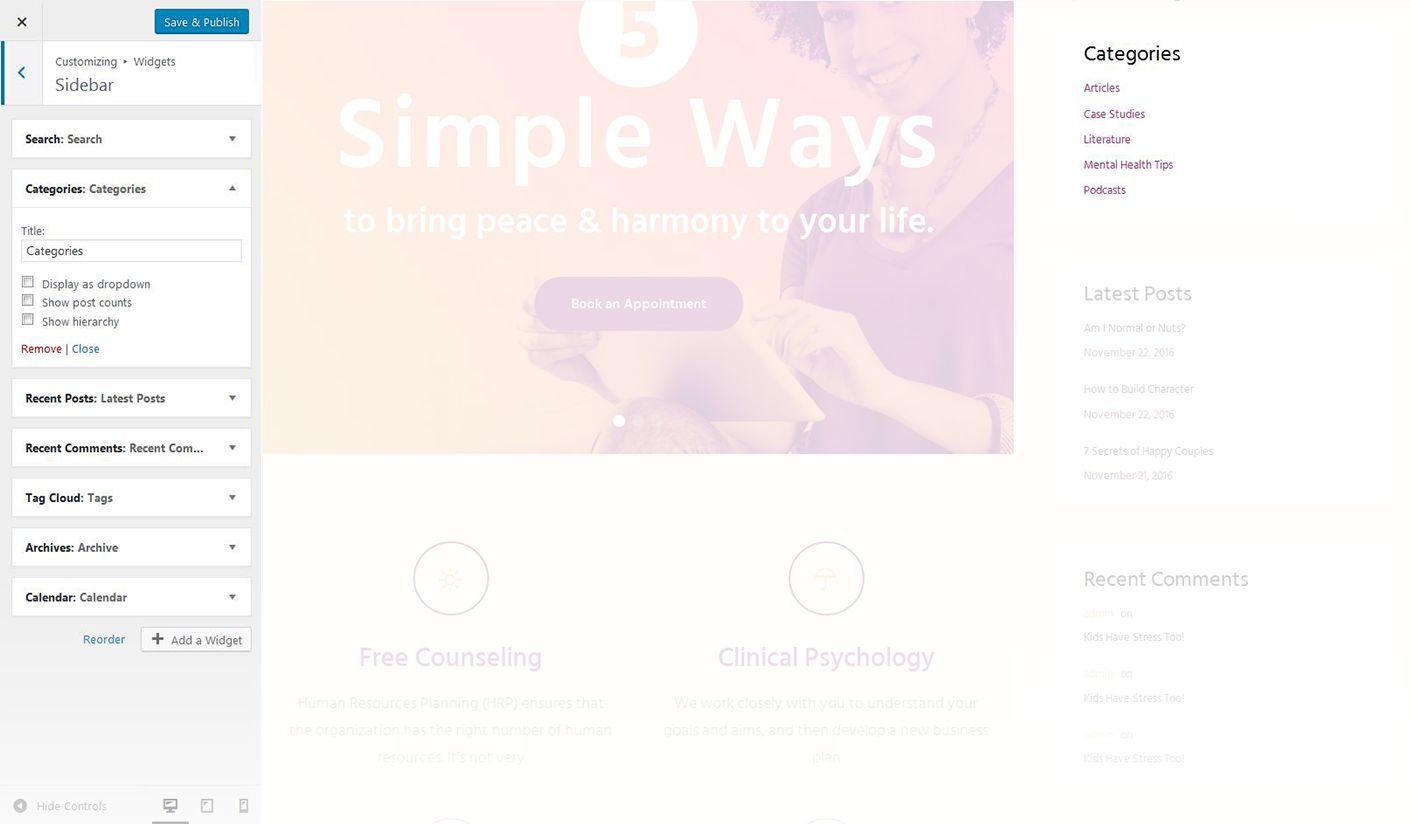 Save & Publish
Customizing ▸ Widgets
Sidebar
Search: Search
Categories: Categories
Title:
Categories
Display as dropdown
Show post counts
Show hierarchy
Remove | Close
Recent Posts: Latest Posts
Recent Comments: Recent Com...
Tag Cloud: Tags
Archives: Archive
Calendar: Calendar
Reorder
Add a Widget
Hide Controls
5
Simple Ways
to bring peace & harmony to your life.
Book an Appointment
Free Counseling
Human Resources Planning (HRP) ensures that
the organization has the right number of human
resources. It's not very
Clinical Psychology
We work closely with you to understand your
goals and aims, and then develop a new business
plan
Categories
Articles
Case Studies
Literature
Mental Health Tips
Podcasts
Latest Posts
Am I Normal or Nuts?
November 22, 2016
How to Build Character
November 22, 2016
7 Secrets of Happy Couples
November 21, 2016
Recent Comments
admin on
Kids Have Stress Too!
admin on
Kids Have Stress Too!
admin on
Kids Have Stress Too!